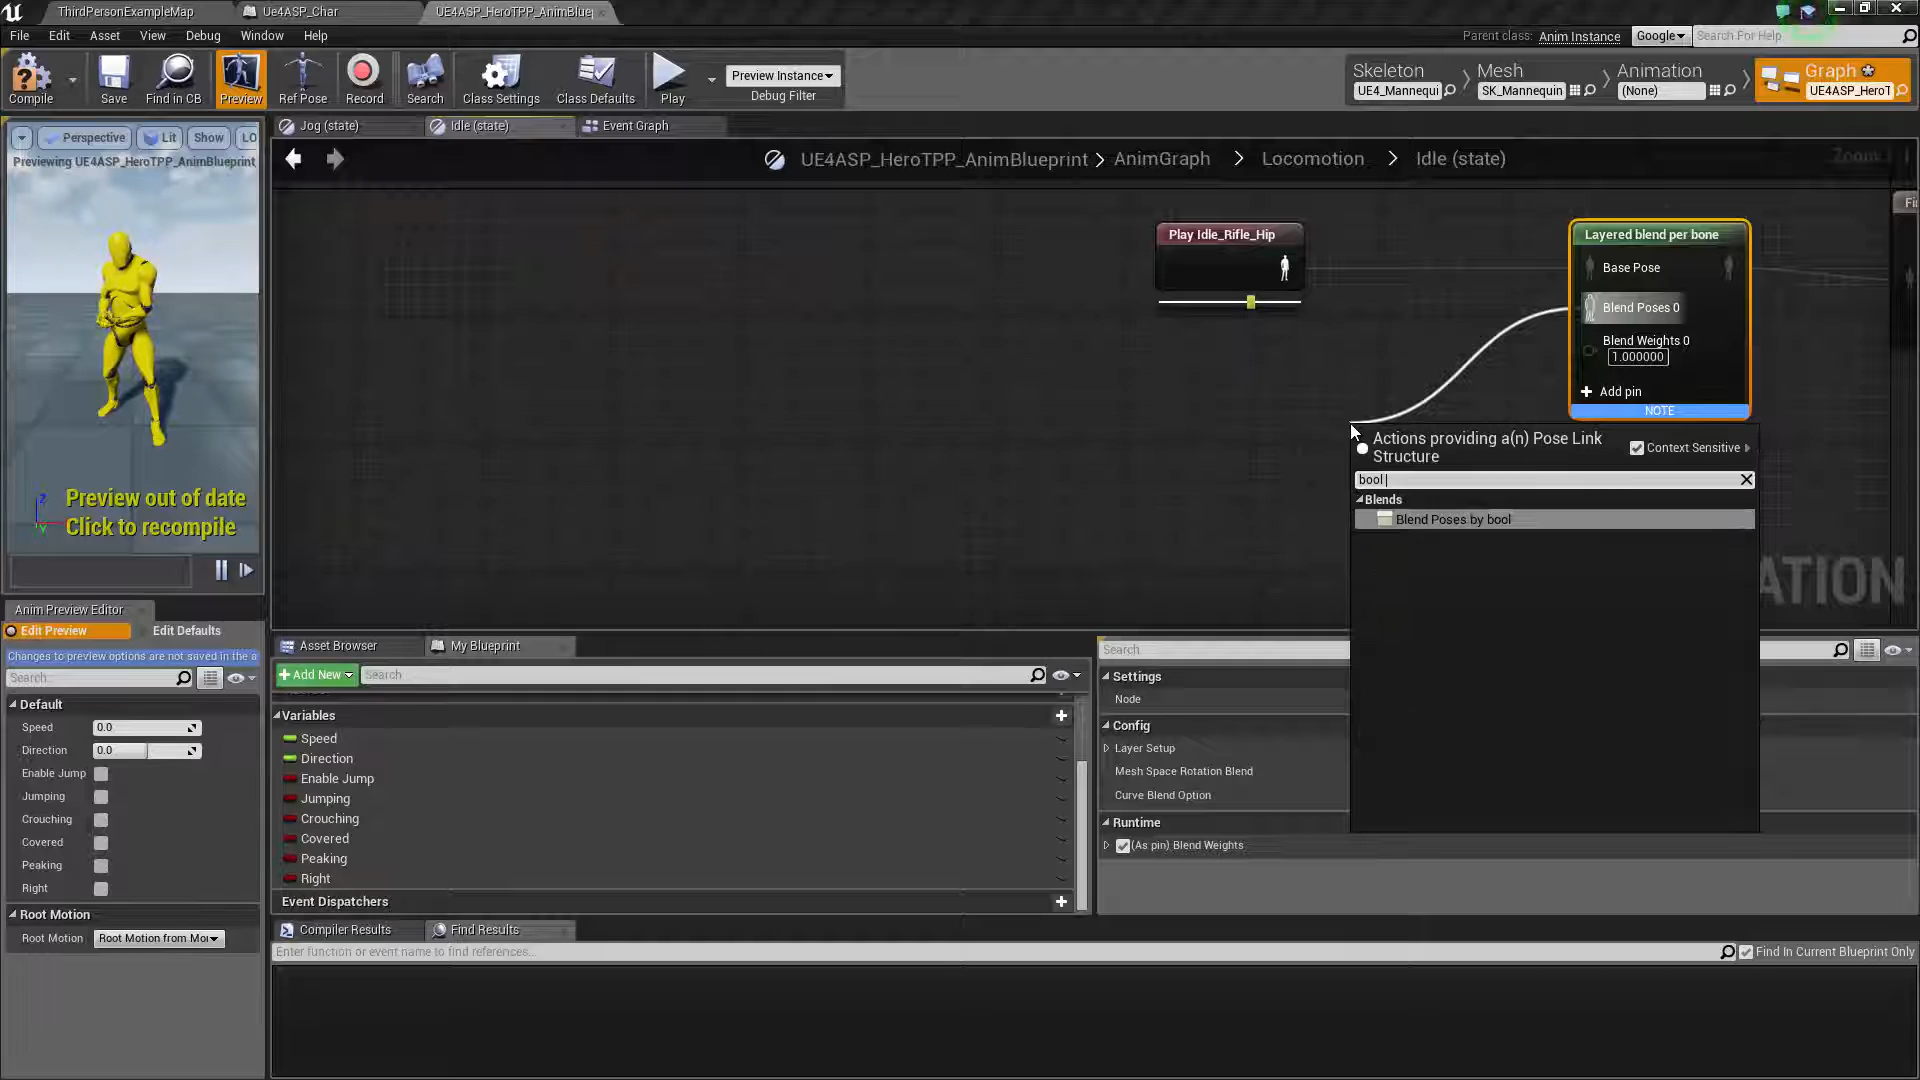 ThirdPersonExampleMap
Ue4ASP_Char
UE4ASP_HeroTPP_AnimBluep
File Edit Asset View Debug Window Help
Parent class: Anim Instance
Google
Search For Help
Compile
Save
Find in CB
Preview
Ref Pose
Record
Search
Class Settings
Class Defaults
Play
Preview Instance
Debug Filter
Skeleton
UE4_Mannequi
Mesh
SK_Mannequin
Animation
(None)
Graph
UE4ASP_HeroT
Perspective Lit Show LO
Previewing UE4ASP_HeroTPP_AnimBlueprint
Jog (state)
Idle (state)
Event Graph
UE4ASP_HeroTPP_AnimBlueprint > AnimGraph > Locomotion > Idle (state)
Zoom
Play Idle_Rifle_Hip
Layered blend per bone
Base Pose
Blend Poses 0
Blend Weights 0
1.000000
+ Add pin
NOTE
Actions providing a(n) Pose Link
Structure
Context Sensitive
bool
Blends
Blend Poses by bool
ATION
Preview out of date
Click to recompile
Anim Preview Editor
Edit Preview
Edit Defaults
Changes to preview options are not saved in the a
Search
Default
Speed 0.0
Direction 0.0
Enable Jump
Jumping
Crouching
Covered
Peaking
Right
Root Motion
Root Motion Root Motion from Mo
Asset Browser
My Blueprint
+ Add New
Search
Variables
Speed
Direction
Enable Jump
Jumping
Crouching
Covered
Peaking
Right
Event Dispatchers
Search
Settings
Node
Config
Layer Setup
Mesh Space Rotation Blend
Curve Blend Option
Runtime
(As pin) Blend Weights
Compiler Results
Find Results
Enter function or event name to find references...
Find In Current Blueprint Only